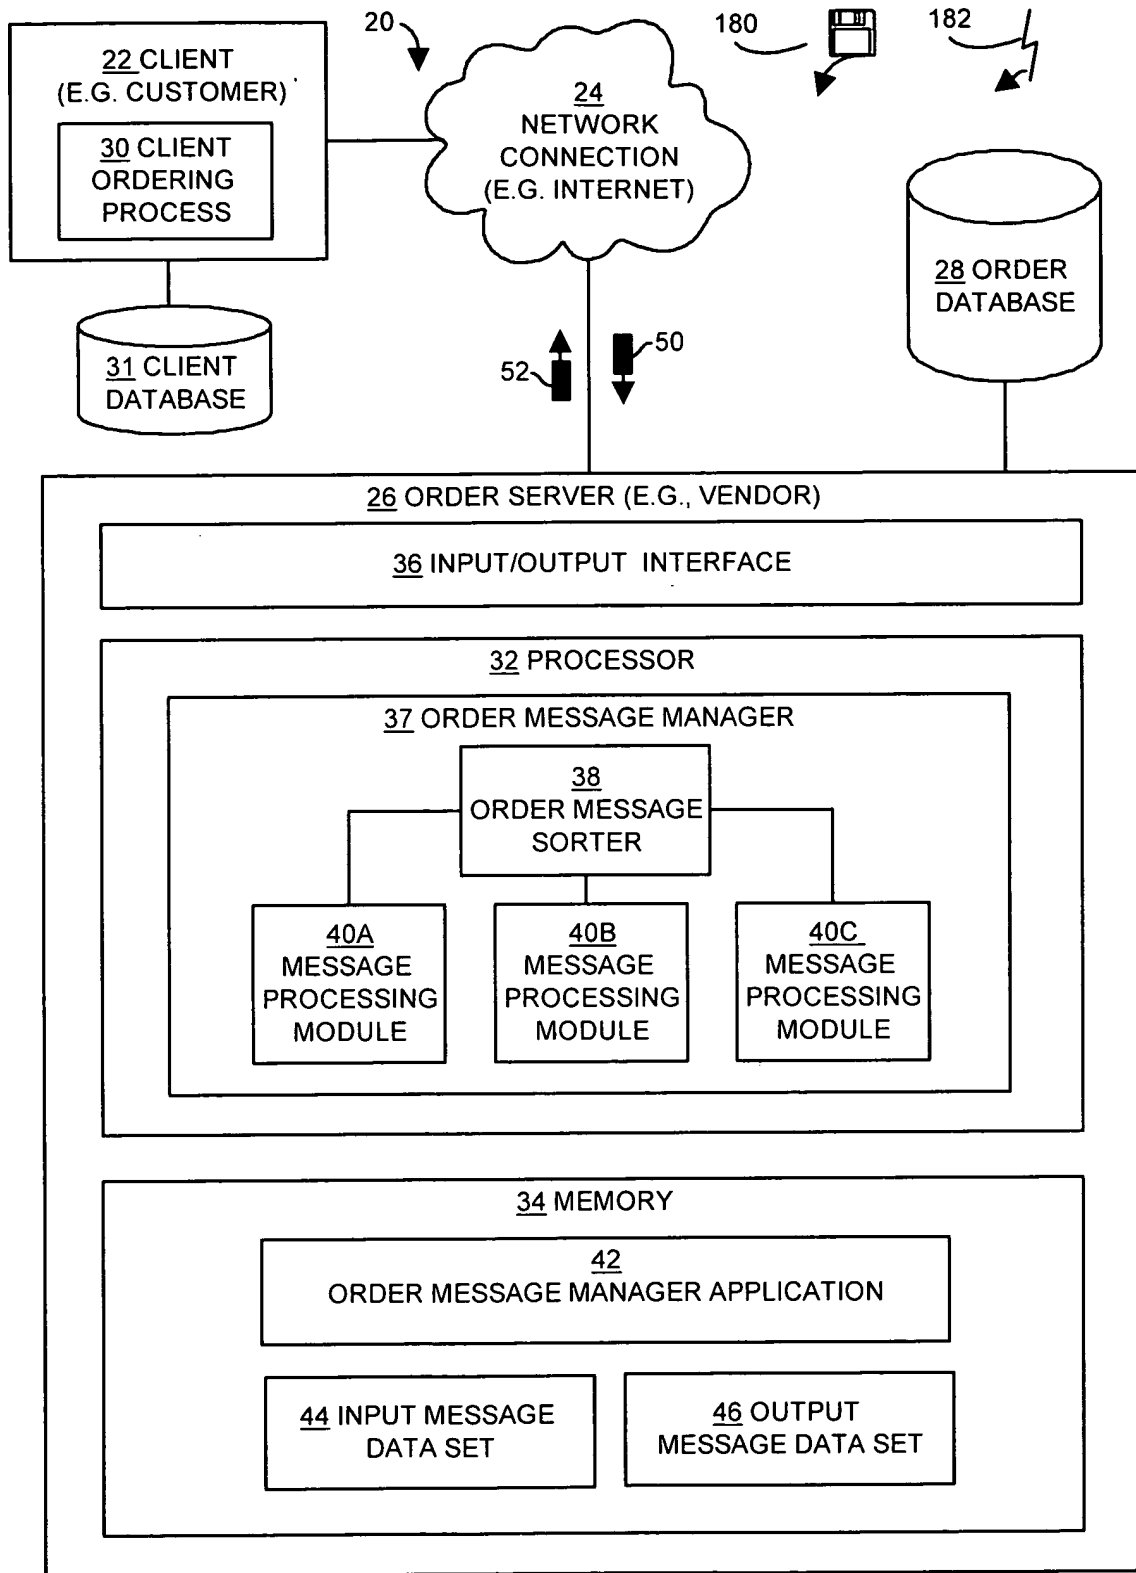 20
180
182
22 CLIENT
(E.G. CUSTOMER)
30 CLIENT
ORDERING
PROCESS
24
NETWORK
CONNECTION
(E.G. INTERNET)
28 ORDER
DATABASE
31 CLIENT
DATABASE
52
50
26 ORDER SERVER (E.G., VENDOR)
36 INPUT/OUTPUT INTERFACE
32 PROCESSOR
37 ORDER MESSAGE MANAGER
38
ORDER MESSAGE
SORTER
40A
MESSAGE
PROCESSING
MODULE
40B
MESSAGE
PROCESSING
MODULE
40C
MESSAGE
PROCESSING
MODULE
34 MEMORY
42
ORDER MESSAGE MANAGER APPLICATION
44 INPUT MESSAGE
DATA SET
46 OUTPUT
MESSAGE DATA SET